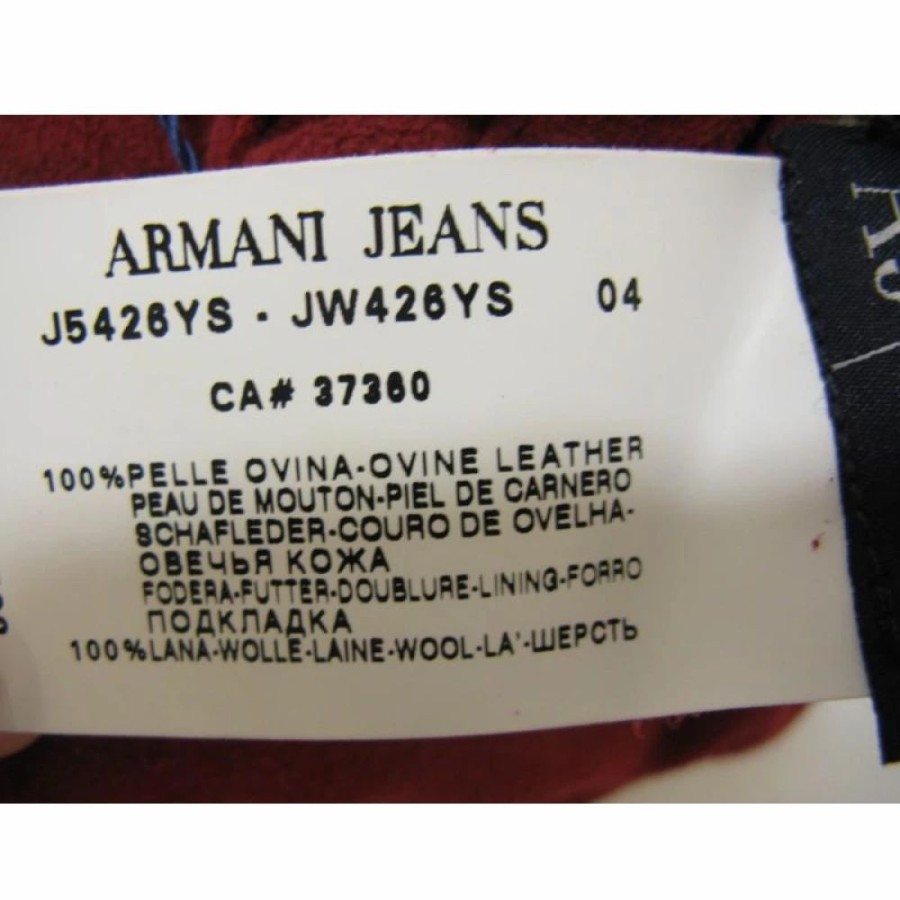 ARMANI JEANS
J5426YS - JW426YS 04
CA# 37360
100%PELLE OVINA-OVINE LEATHER
PEAU DE MOUTON-PIEL DE CARNERO
SCHAFLEDER-COURO DE OVELHA-
ОВЕЧЬЯ КОЖА
FODERA-FUTTER-DOUBLURE-LINING-FORRO
ПОДКЛАДКА
100%LANA-WOLLE-LAINE-WOOL-LA'-ШЕРСТЬ
AJ